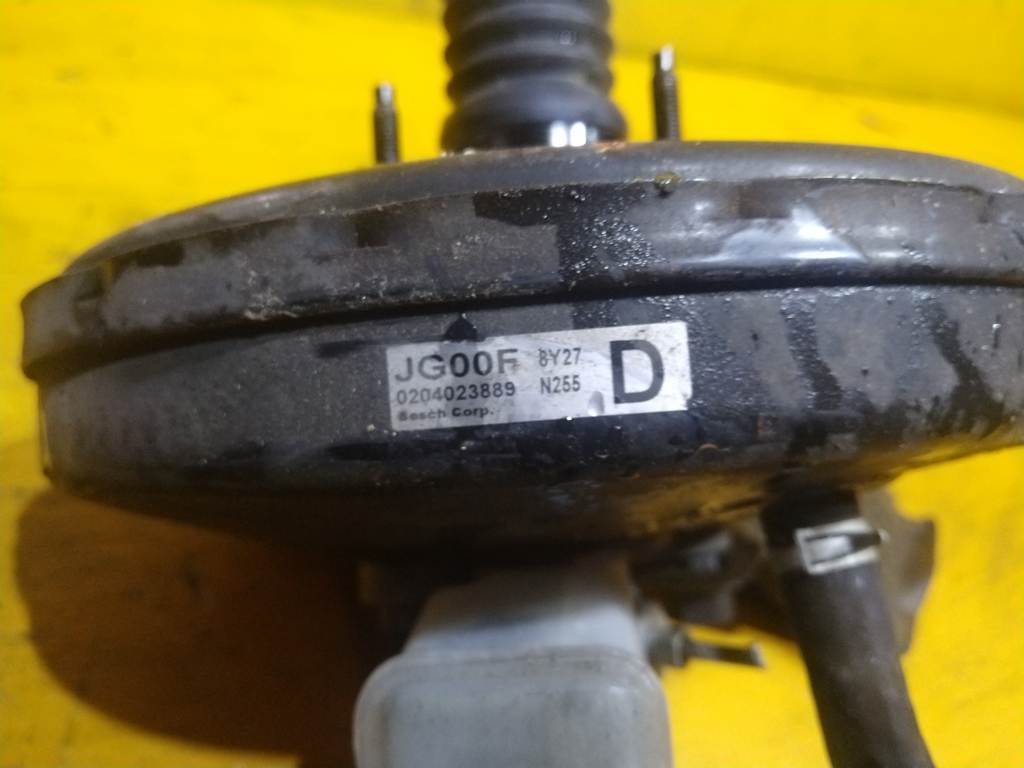 JG00F 8Y27 D
0204023889 N255
Bosch Corp.